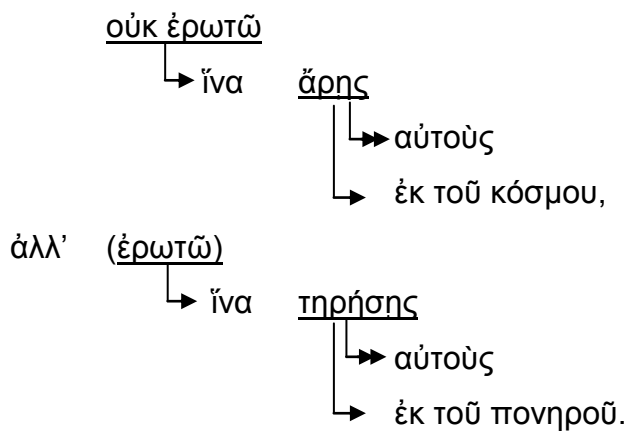 οὐκ ἐρωτῶ
ἵνα ἄρῃς
αὐτοὺς
ἐκ τοῦ κόσμου,
ἀλλ’ (ἐρωτῶ)
ἵνα τηρήσῃς
αὐτοὺς
ἐκ τοῦ πονηροῦ.